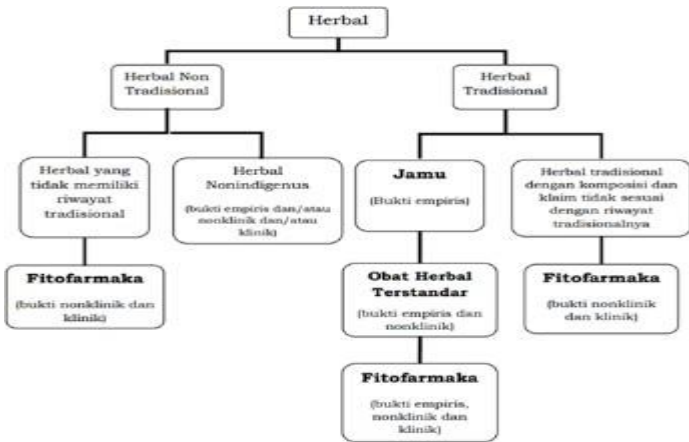 Herbal
Herbal Non
Tradisional
Herbal
Tradisional
Herbal yang
tidak memiliki
riwayat
tradisional
Herbal
Nonindigenus
(bukti empiris dan/atau
nonklinik dan/atau
klinik)
Jamu
(Bukti empiris)
Herbal tradisional
dengan komposisi dan
klaim tidak sesuai
dengan riwayat
tradisionalnya
Fitofarmaka
(bukti nonklinik dan
klinik)
Obat Herbal
Terstandar
(bukti empiris dan
nonklinik)
Fitofarmaka
(bukti nonklinik
dan klinik)
Fitofarmaka
(bukti empiris,
nonklinik dan
klinik)